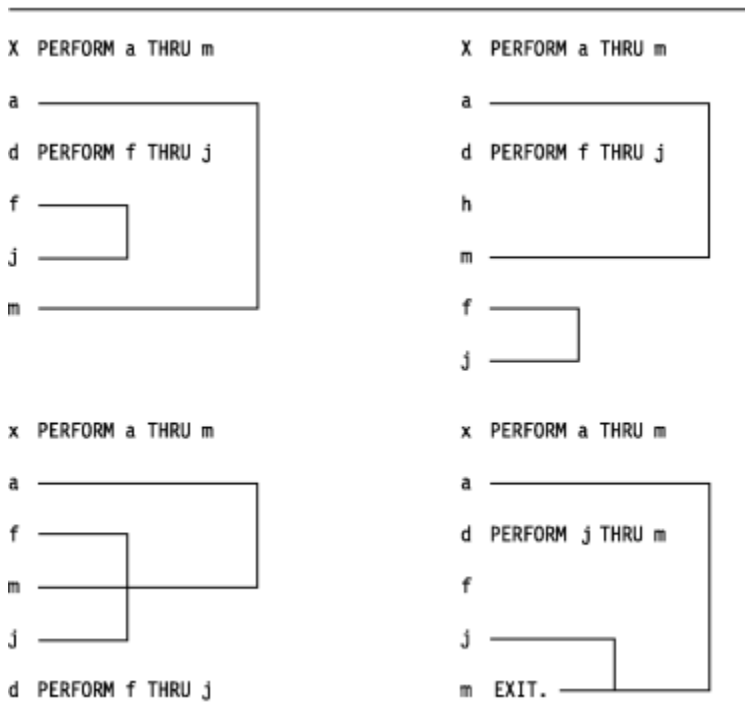 X PERFORM a THRU m
a
d PERFORM f THRU j
f
j
m
X PERFORM a THRU m
a
d PERFORM f THRU j
h
m
f
j
x PERFORM a THRU m
a
f
m
j
d PERFORM f THRU j
x PERFORM a THRU m
a
d PERFORM j THRU m
f
j
m EXIT.